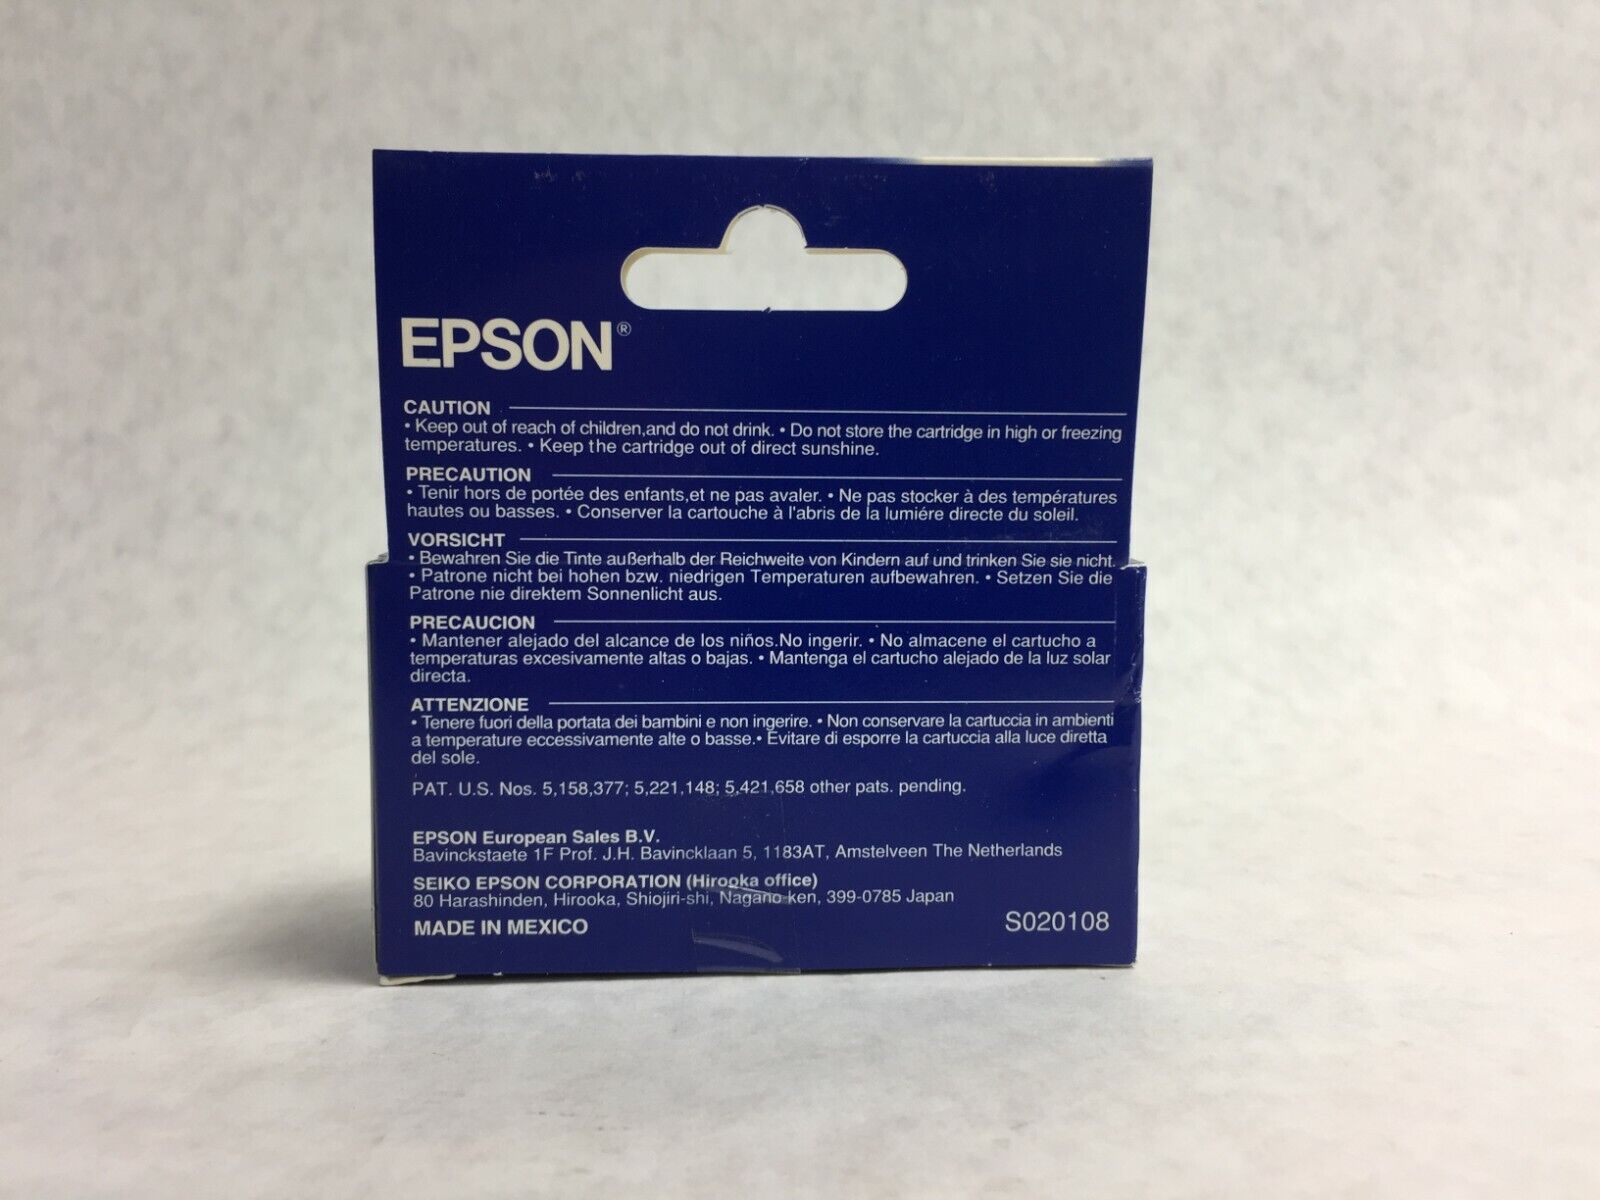 EPSON®
CAUTION
• Keep out of reach of children,and do not drink. • Do not store the cartridge in high or freezing
temperatures. • Keep the cartridge out of direct sunshine.
PRECAUTION
• Tenir hors de portée des enfants,et ne pas avaler. • Ne pas stocker à des températures
hautes ou basses. • Conserver la cartouche à l'abris de la lumiére directe du soleil.
VORSICHT
• Bewahren Sie die Tinte außerhalb der Reichweite von Kindern auf und trinken Sie sie nicht.
• Patrone nicht bei hohen bzw. niedrigen Temperaturen aufbewahren. • Setzen Sie die
Patrone nie direktem Sonnenlicht aus.
PRECAUCION
• Mantener alejado del alcance de los niños.No ingerir. • No almacene el cartucho a
temperaturas excesivamente altas o bajas. • Mantenga el cartucho alejado de la luz solar
directa.
ATTENZIONE
• Tenere fuori della portata dei bambini e non ingerire. • Non conservare la cartuccia in ambienti
a temperature eccessivamente alte o basse.• Evitare di esporre la cartuccia alla luce diretta
del sole.
PAT. U.S. Nos. 5,158,377; 5,221,148; 5,421,658 other pats. pending.
EPSON European Sales B.V.
Bavinckstaete 1F Prof. J.H. Bavincklaan 5, 1183AT, Amstelveen The Netherlands
SEIKO EPSON CORPORATION (Hirooka office)
80 Harashinden, Hirooka, Shiojiri-shi, Nagano-ken, 399-0785 Japan
MADE IN MEXICO
S020108